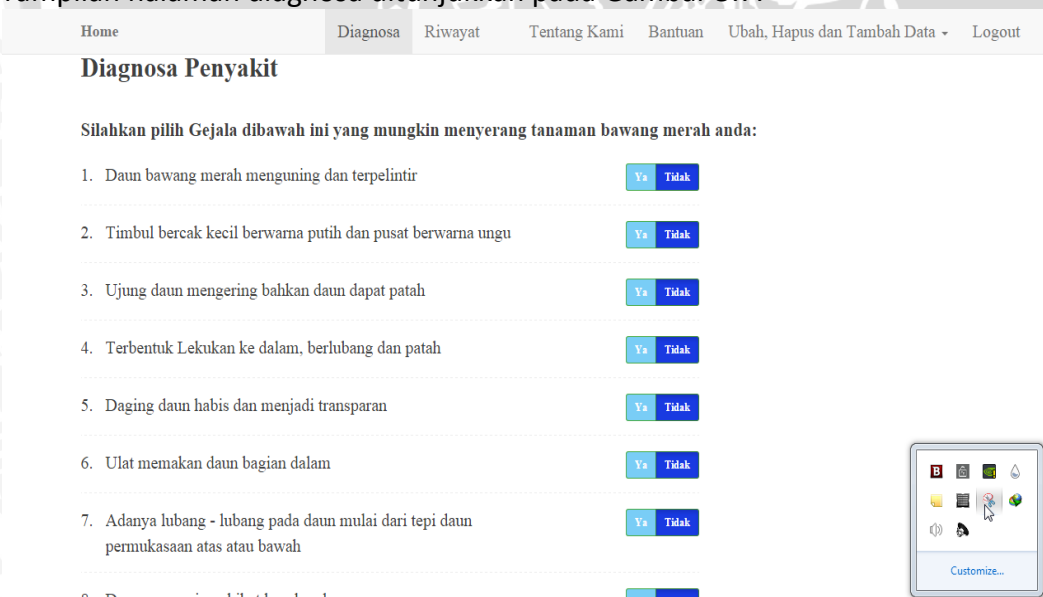 Home Diagnosa Riwayat Tentang Kami Bantuan Ubah, Hapus dan Tambah Data Logout
Diagnosa Penyakit
Silahkan pilih Gejala dibawah ini yang mungkin menyerang tanaman bawang merah anda:
1. Daun bawang merah menguning dan terpelintir Ya Tidak
2. Timbul bercak kecil berwarna putih dan pusat berwarna ungu Ya Tidak
3. Ujung daun mengering bahkan daun dapat patah Ya Tidak
4. Terbentuk Lekukan ke dalam, berlubang dan patah Ya Tidak
5. Daging daun habis dan menjadi transparan Ya Tidak
6. Ulat memakan daun bagian dalam Ya Tidak
7. Adanya lubang - lubang pada daun mulai dari tepi daun Ya Tidak
permukasaan atas atau bawah
Customize...